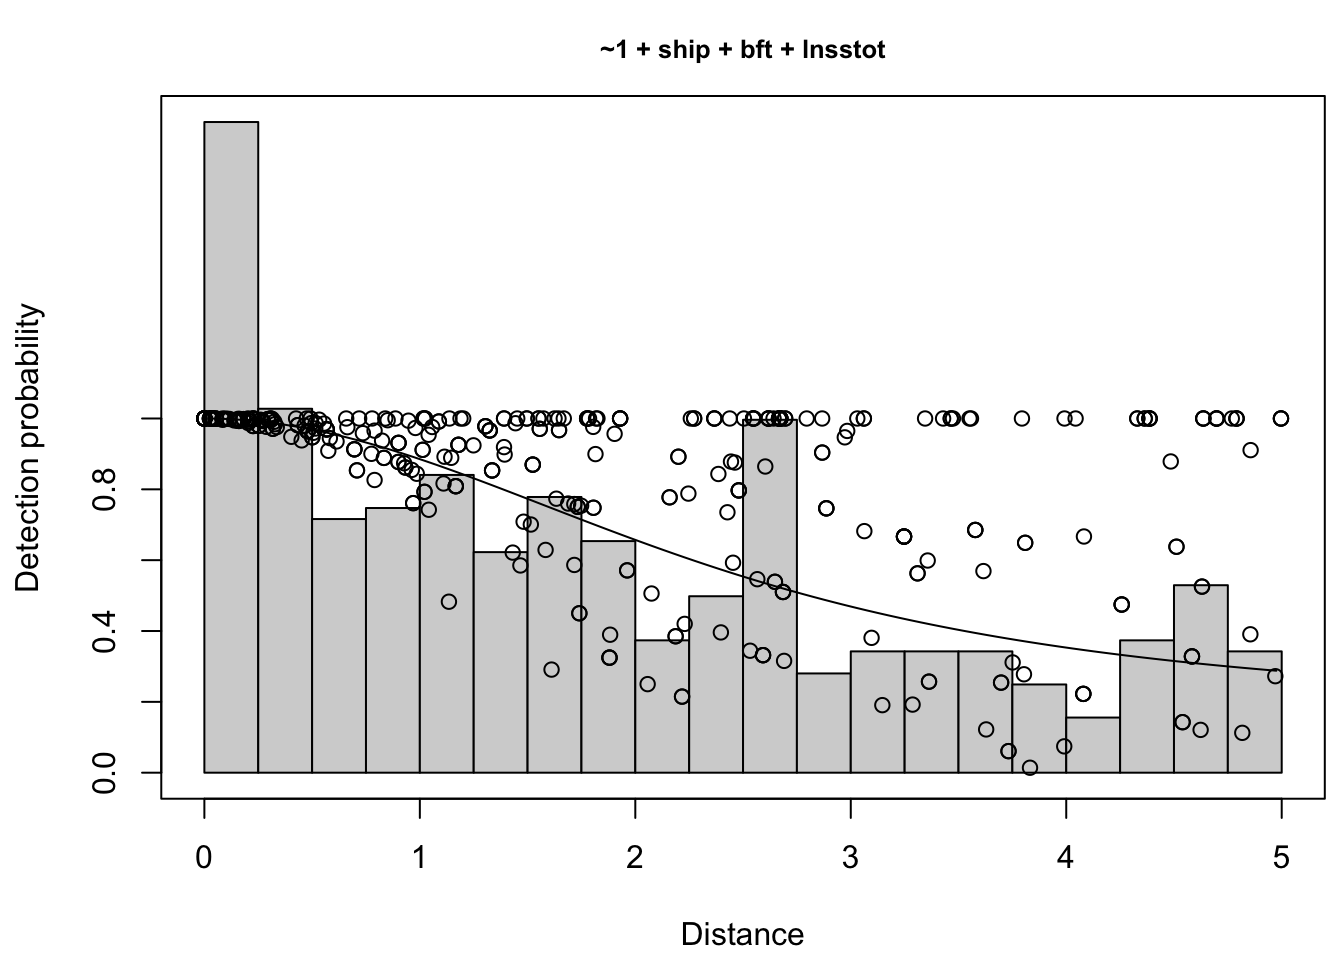 ~1 + ship + bft + lnsstot
Detection probability
0.8
0.4
0.0
0 1 2 3 4 5
Distance